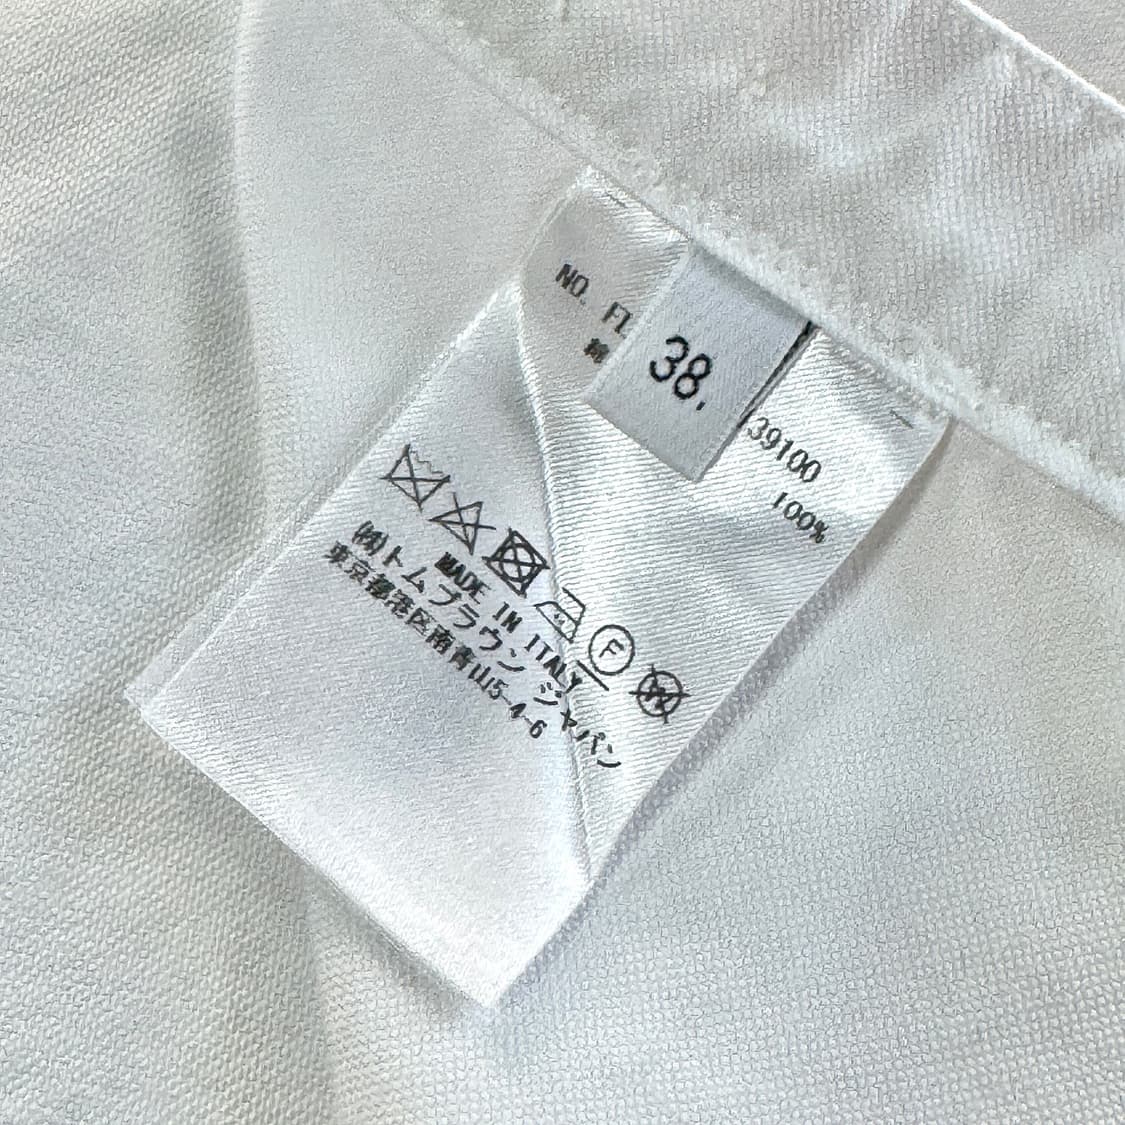 NO. FL
38.
39100
綿
100%
F
W
MADE IN ITALY
㈱トムブラウン ジャパン
東京都港区南青山5-4-6